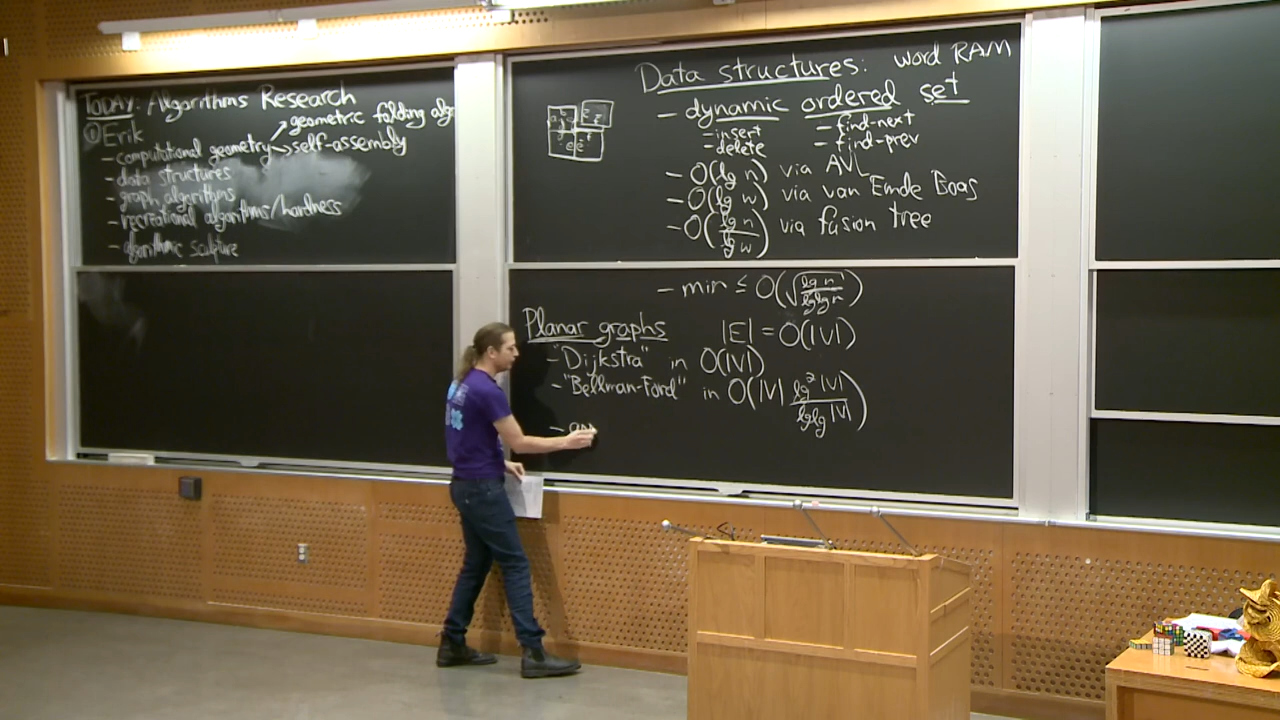 TODAY: Algorithms Research
① Erik
geometric folding algo
- computational geometry → self-assembly
- data structures
- graph algorithms
- recreational algorithms/hardness
- algorithmic sculpture
Data structures: word RAM
- dynamic ordered set
- insert - find-next
- delete - find-prev
- O(lg n) via AVL
- O(lg w) via van Emde Boas
- O(lg n / lg w) via fusion tree
- min ≤ O(√(lg n / lglg n))
Planar graphs |E| = O(|V|)
- "Dijkstra" in O(|V|)
- "Bellman-Ford" in O(|V| lg² |V| / lglg |V|)